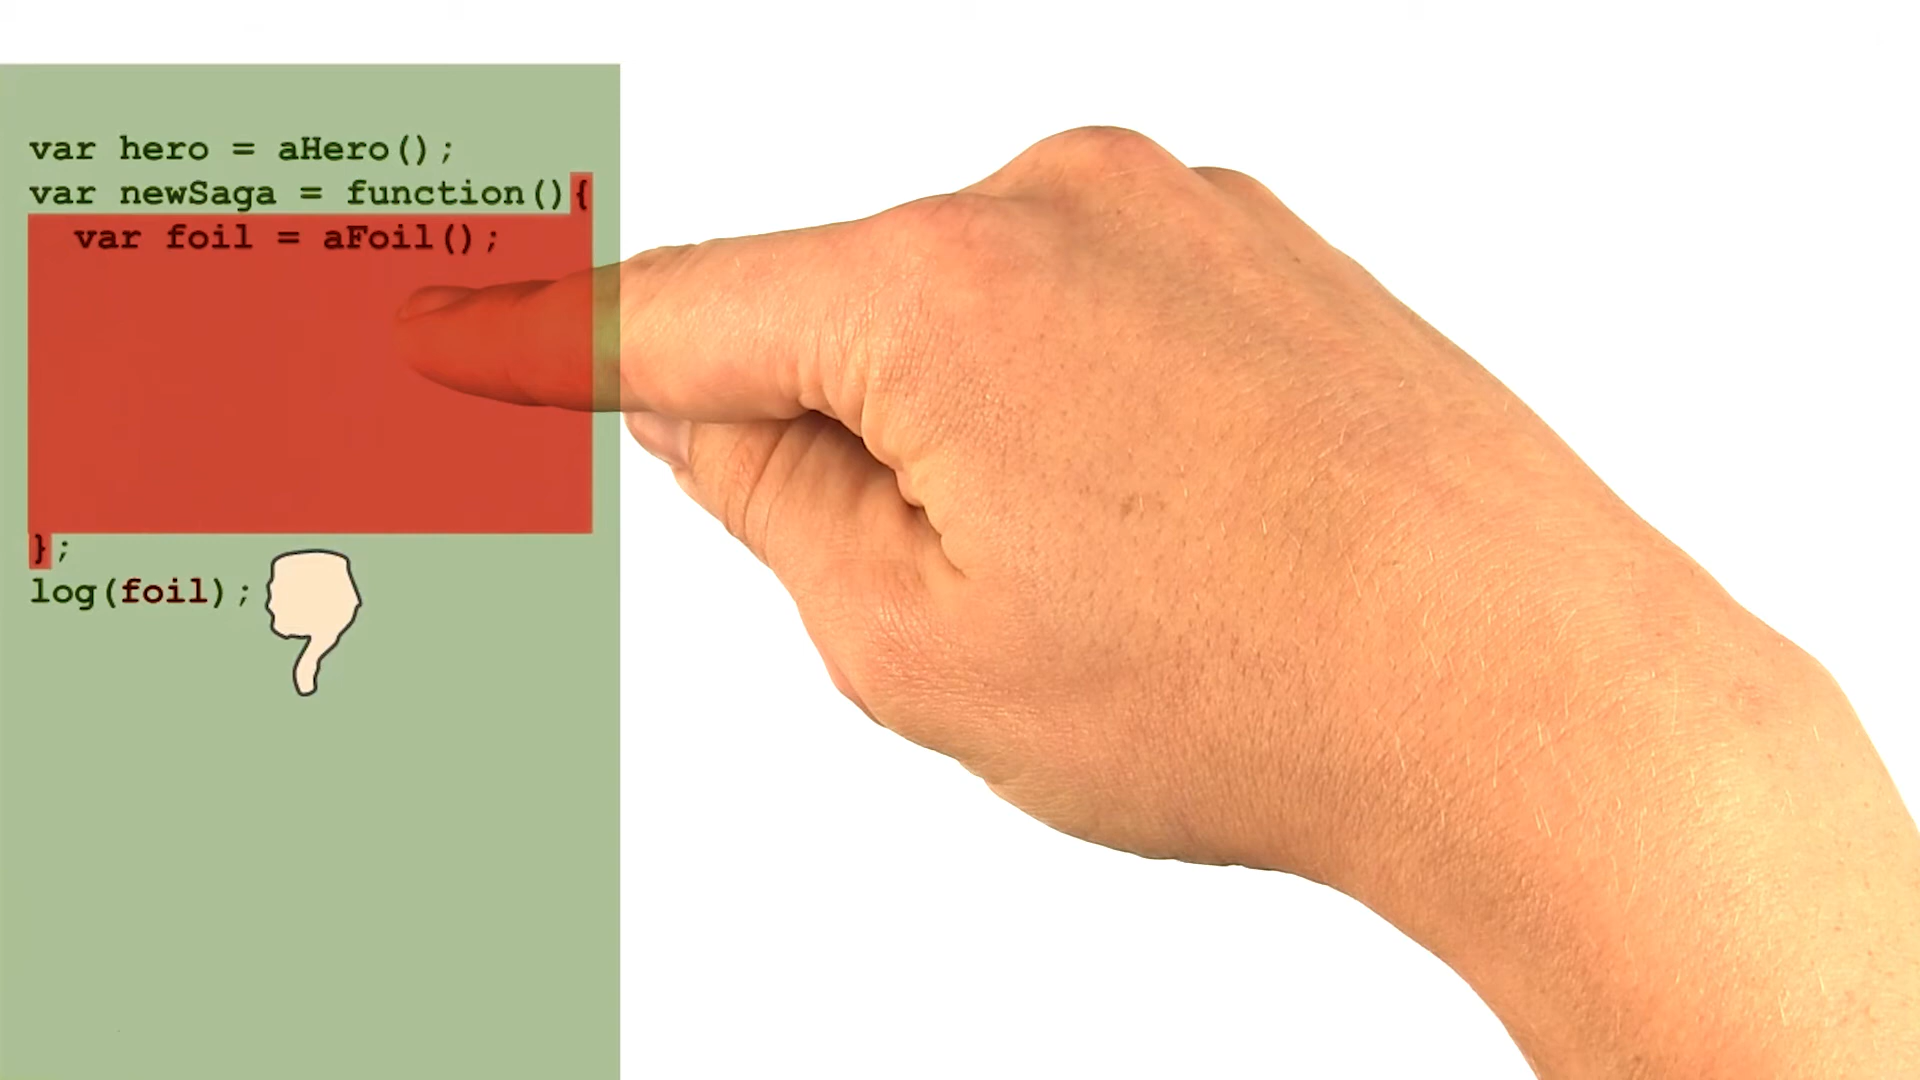 var hero = aHero();
var newSaga = function(){
var foil = aFoil();
};
log(foil);